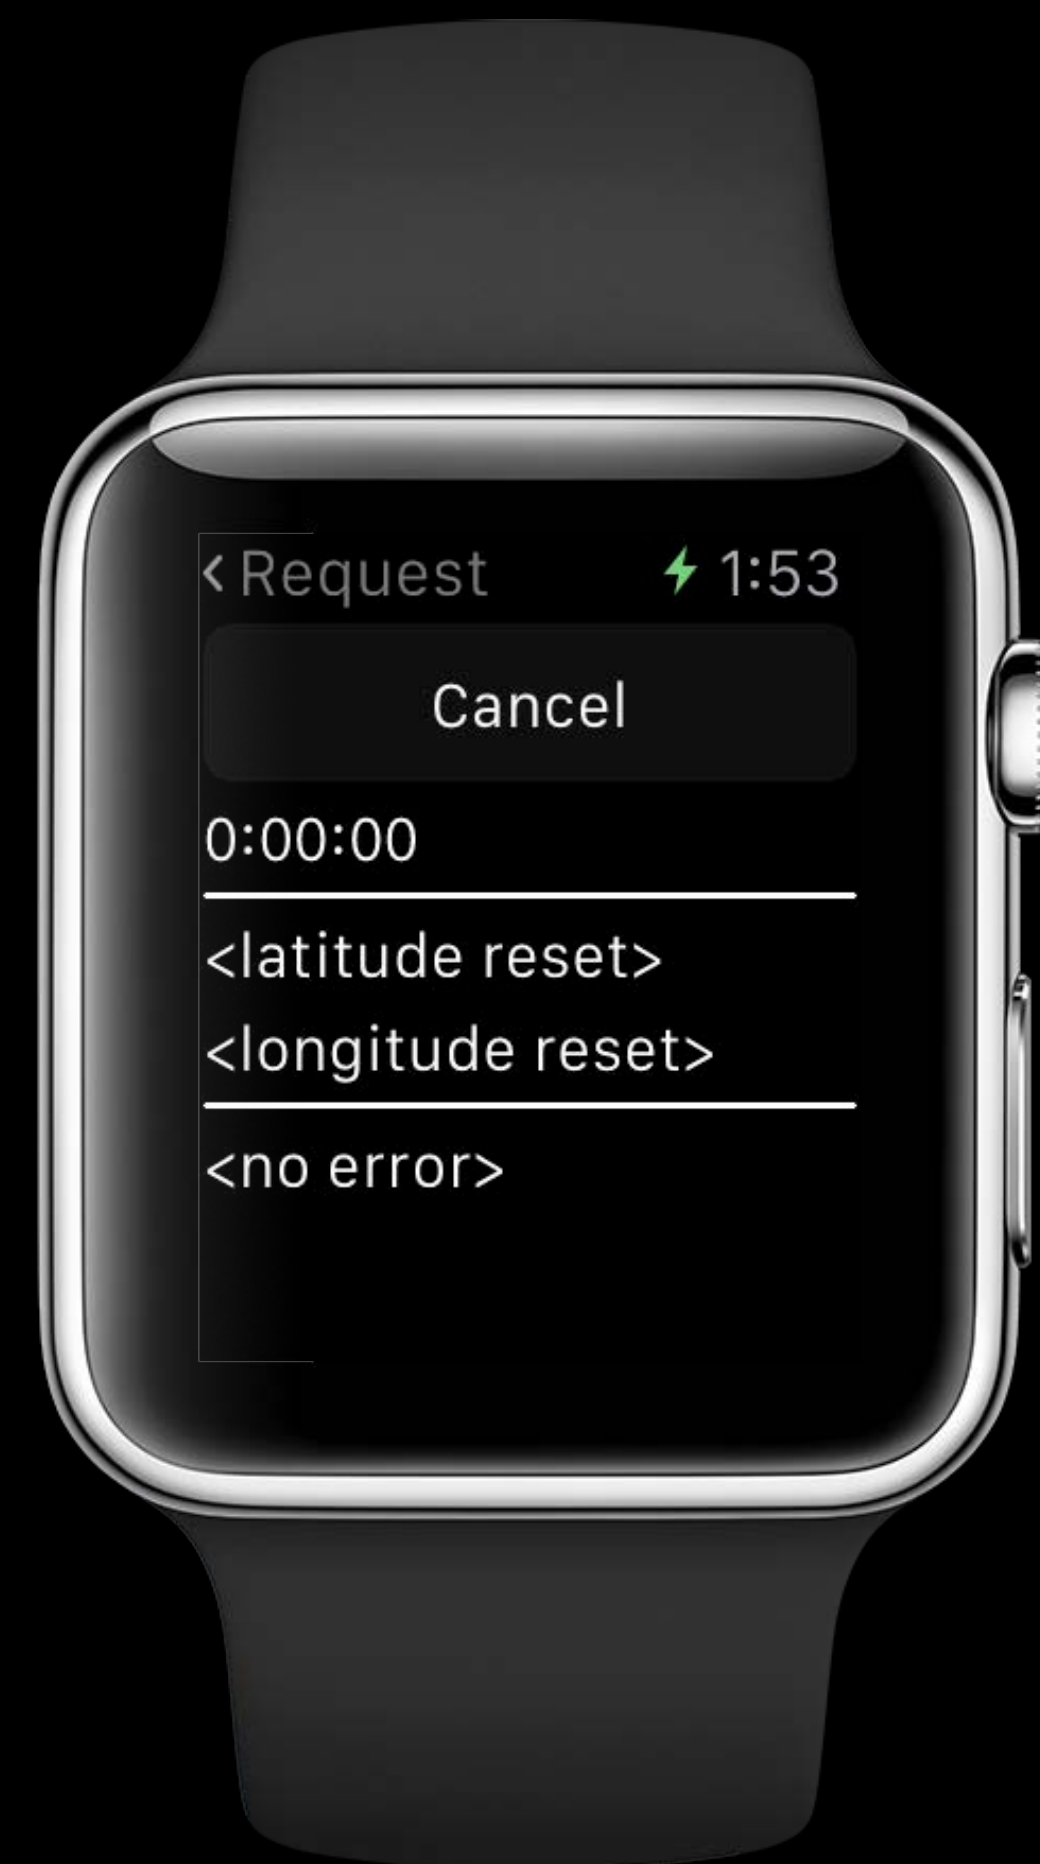 < Request 1:53
Cancel
0:00:00
<latitude reset>
<longitude reset>
<no error>